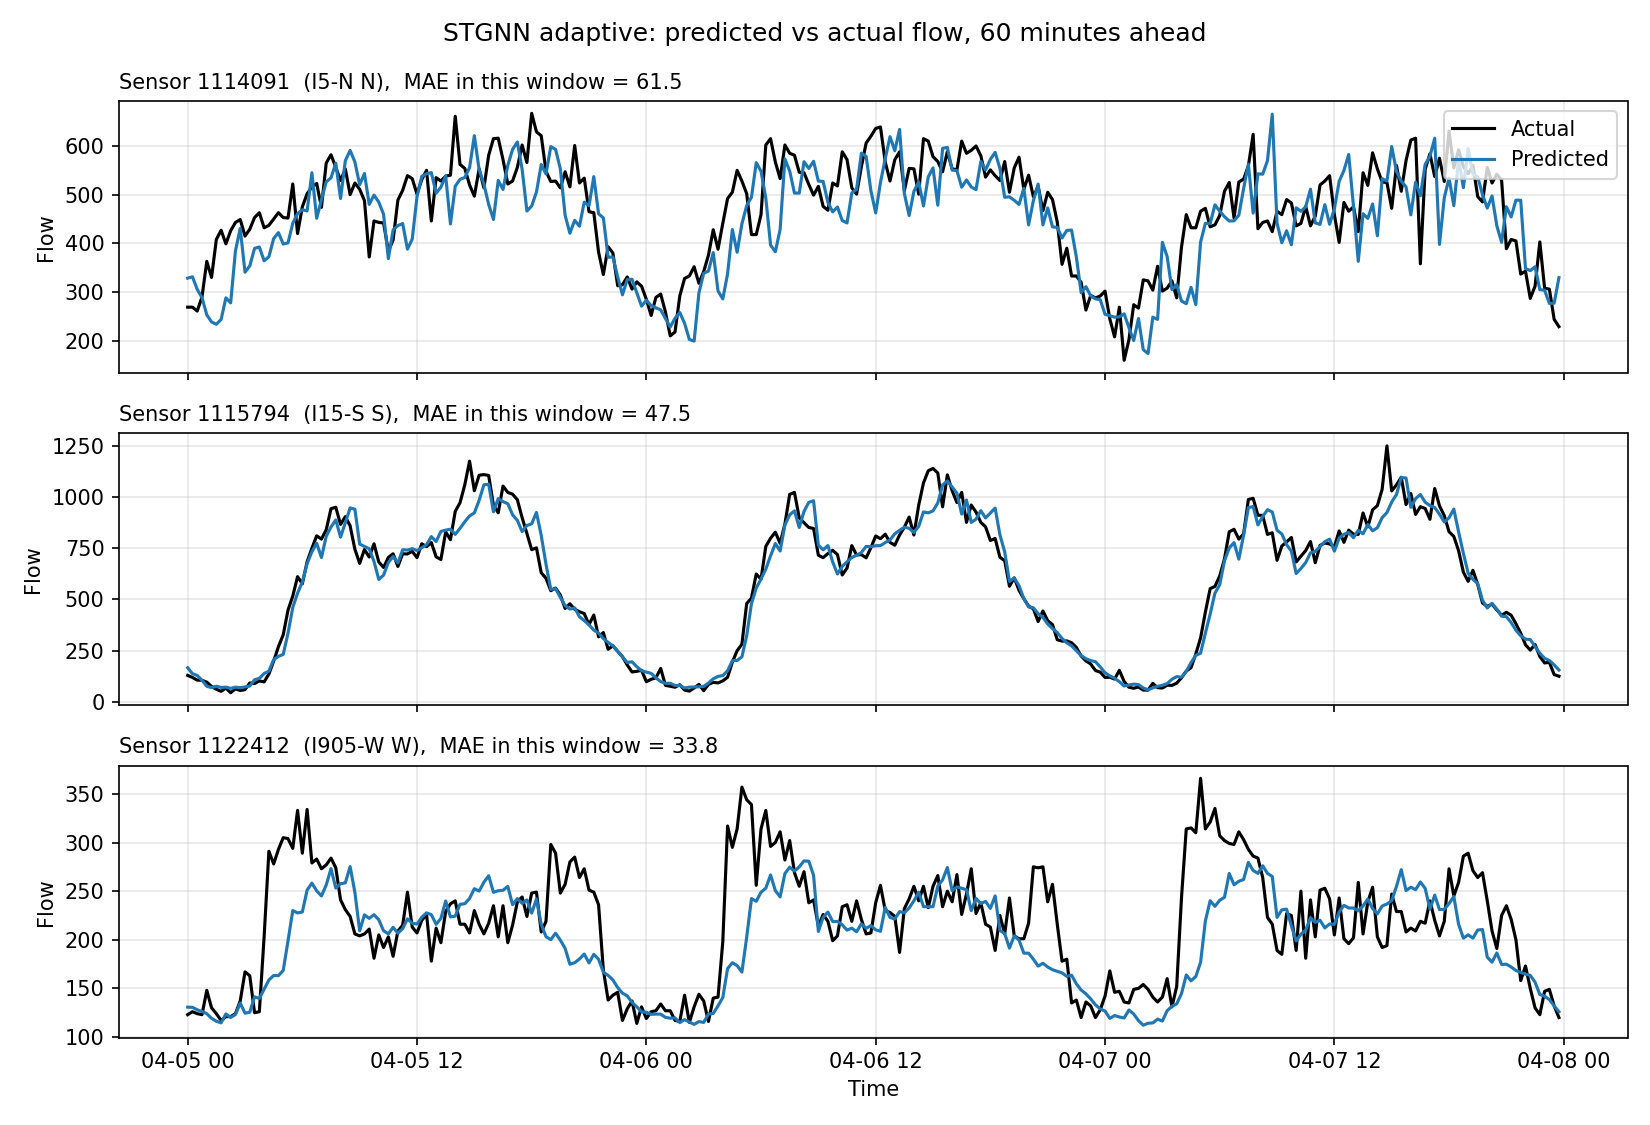 STGNN adaptive: predicted vs actual flow, 60 minutes ahead
Sensor 1114091  (I5-N N),  MAE in this window = 61.5
Actual
Predicted
600
500
400
300
200
Flow
Sensor 1115794  (I15-S S),  MAE in this window = 47.5
1250
1000
750
500
250
0
Flow
Sensor 1122412  (I905-W W),  MAE in this window = 33.8
350
300
250
200
150
100
Flow
04-05 00
04-05 12
04-06 00
04-06 12
04-07 00
04-07 12
04-08 00
Time